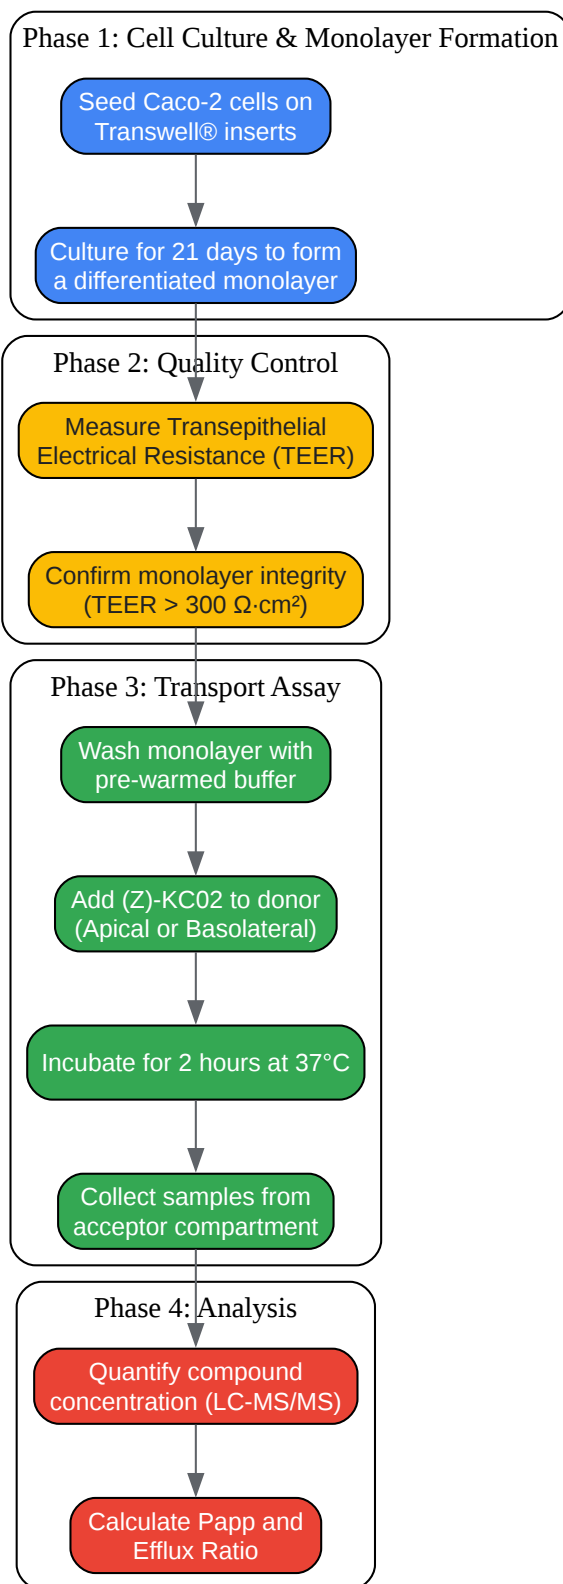 Phase 1: Cell Culture & Monolayer Formation
Seed Caco-2 cells on
Transwell® inserts
Culture for 21 days to form
a differentiated monolayer
Phase 2: Quality Control
Measure Transepithelial
Electrical Resistance (TEER)
Confirm monolayer integrity
(TEER > 300 Ω·cm²)
Phase 3: Transport Assay
Wash monolayer with
pre-warmed buffer
Add (Z)-KC02 to donor
(Apical or Basolateral)
Incubate for 2 hours at 37°C
Collect samples from
acceptor compartment
Phase 4: Analysis
Quantify compound
concentration (LC-MS/MS)
Calculate Papp and
Efflux Ratio